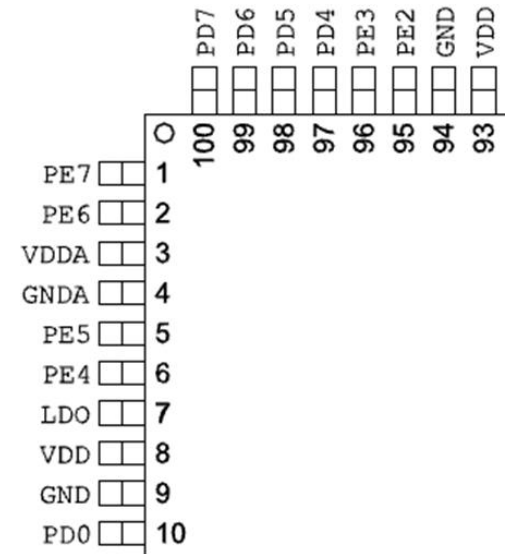 PD7 PD6 PD5 PD4 PE3 PE2 GND VDD
100 99 98 97 96 95 94 93
PE7 1
PE6 2
VDDA 3
GNDA 4
PE5 5
PE4 6
LDO 7
VDD 8
GND 9
PD0 10